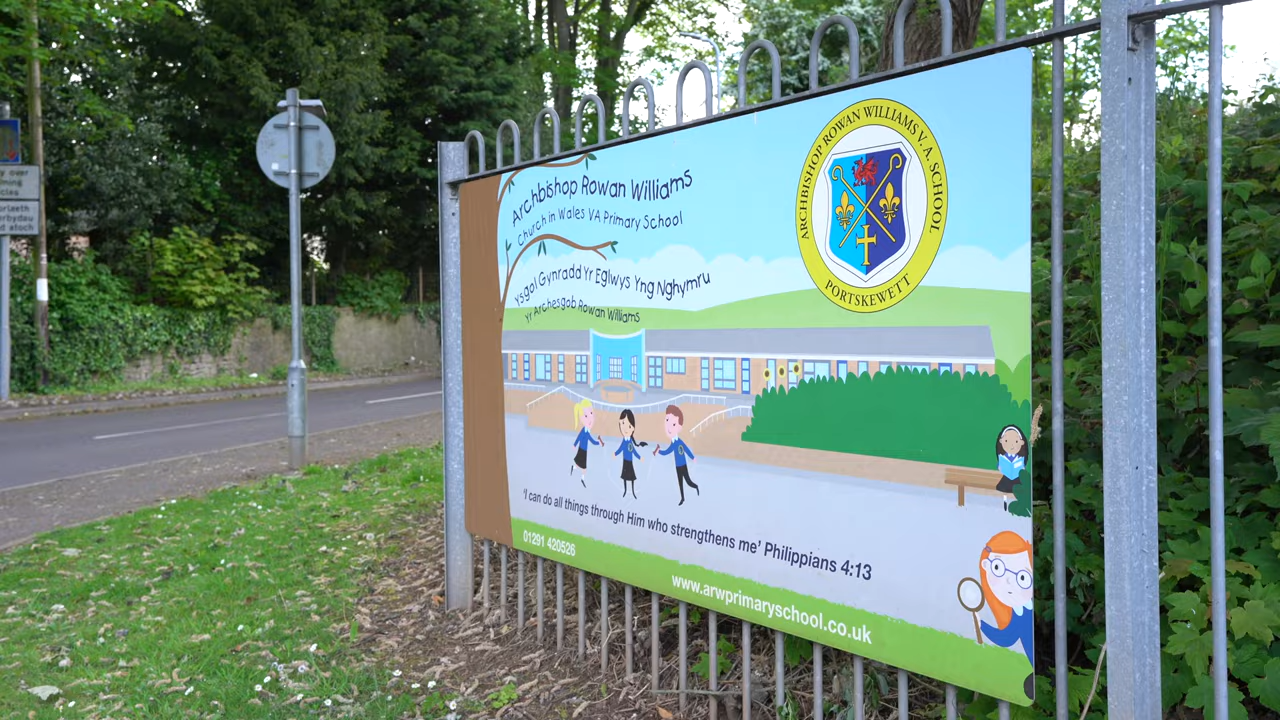 Archbishop Rowan Williams
Church in Wales VA Primary School
Ysgol Gynradd Yr Eglwys Yng Nghymru
Yr Archesgob Rowan Williams
ARCHBISHOP ROWAN WILLIAMS V. A. SCHOOL
PORTSKEWETT
'I can do all things through Him who strengthens me' Philippians 4:13
01291 420526
www.arwprimaryschool.co.uk
over